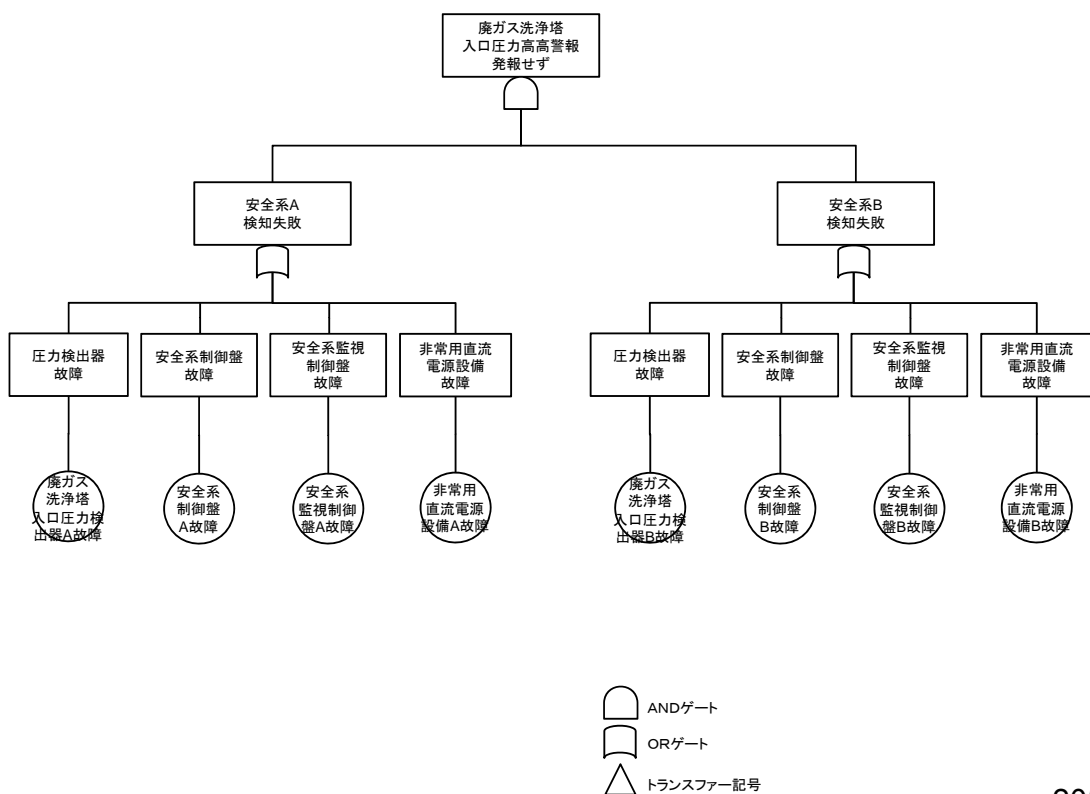 廃ガス洗浄塔
入口圧力高高警報
発報せず
安全系A
検知失敗
安全系B
検知失敗
圧力検出器
故障
安全系制御盤
故障
安全系監視
制御盤
故障
非常用直流
電源設備
故障
圧力検出器
故障
安全系制御盤
故障
安全系監視
制御盤
故障
非常用直流
電源設備
故障
廃ガス
洗浄塔
入口圧力検
出器A故障
安全系
制御盤
A故障
安全系
監視制御
盤A故障
非常用
直流電源
設備A故障
廃ガス
洗浄塔
入口圧力検
出器B故障
安全系
制御盤
B故障
安全系
監視制御
盤B故障
非常用
直流電源
設備B故障
ANDゲート
ORゲート
トランスファー記号